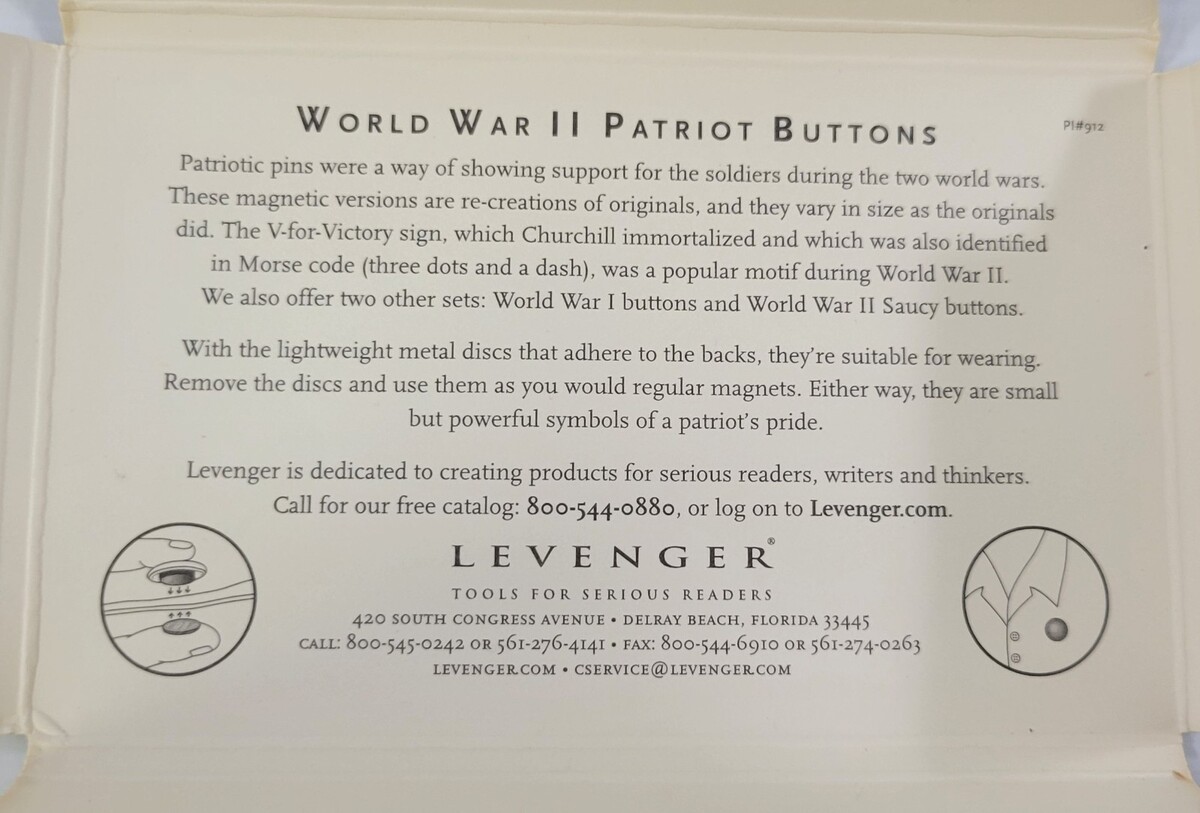 WORLD WAR II PATRIOT BUTTONS
PI#912
Patriotic pins were a way of showing support for the soldiers during the two world wars.
These magnetic versions are re-creations of originals, and they vary in size as the originals
did. The V-for-Victory sign, which Churchill immortalized and which was also identified
in Morse code (three dots and a dash), was a popular motif during World War II.
We also offer two other sets: World War I buttons and World War II Saucy buttons.
With the lightweight metal discs that adhere to the backs, they're suitable for wearing.
Remove the discs and use them as you would regular magnets. Either way, they are small
but powerful symbols of a patriot's pride.
Levenger is dedicated to creating products for serious readers, writers and thinkers.
Call for our free catalog: 800-544-0880, or log on to Levenger.com.
LEVENGER®
TOOLS FOR SERIOUS READERS
420 SOUTH CONGRESS AVENUE • DELRAY BEACH, FLORIDA 33445
CALL: 800-545-0242 OR 561-276-4141 • FAX: 800-544-6910 OR 561-274-0263
LEVENGER.COM • CSERVICE@LEVENGER.COM